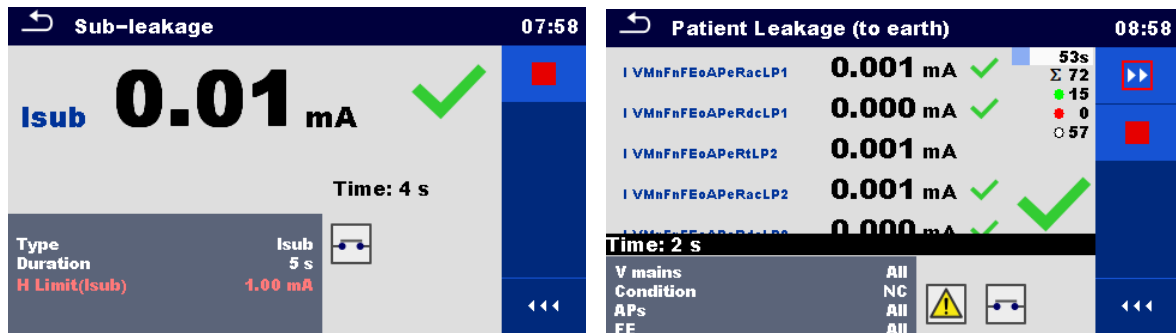 Sub-leakage 07:58
Isub 0.01 mA
Time: 4 s
Type Isub
Duration 5 s
H Limit(Isub) 1.00 mA
Patient Leakage (to earth) 08:58
I VMnFnFEoAPeRacLP1 0.001 mA
53s
Σ 72
15
I VMnFnFEoAPeRdcLP1 0.000 mA
0
57
I VMnFnFEoAPeRtLP2 0.001 mA
I VMnFnFEoAPeRacLP2 0.001 mA
0.000 mA
Time: 2 s
V mains All
Condition NC
APs All
FE All